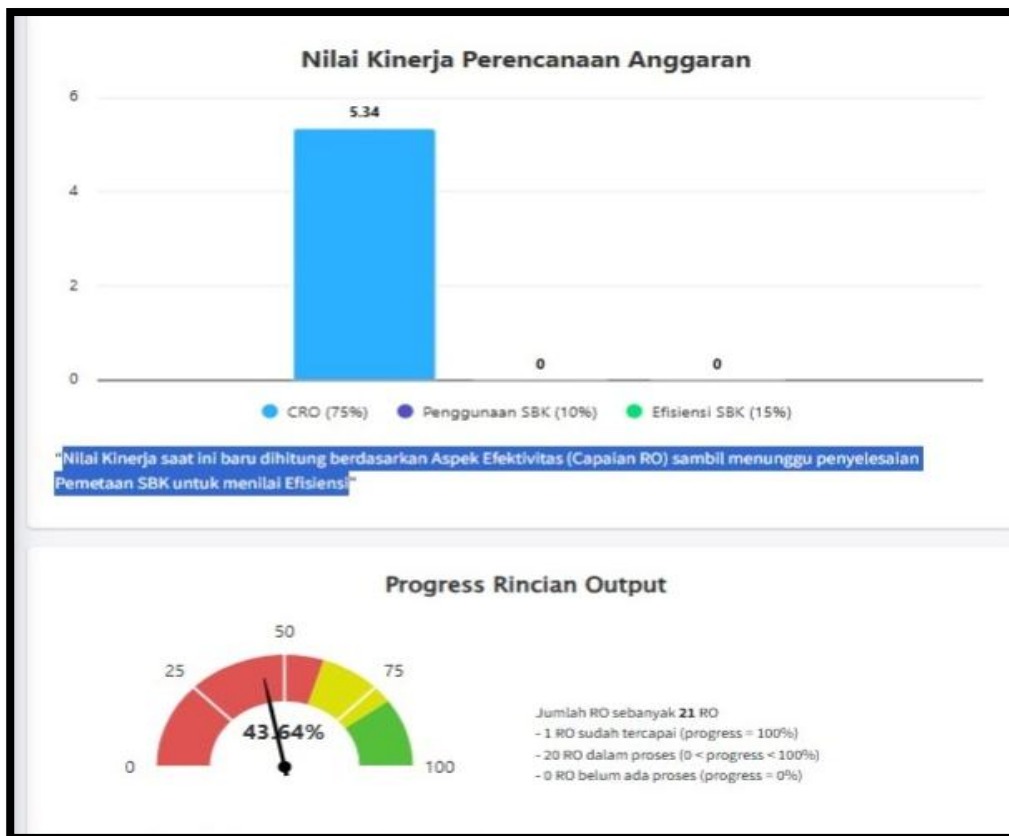 Nilai Kinerja Perencanaan Anggaran
6
5.34
4
2
0
0
0
CRO (75%) Penggunaan SBK (10%) Efisiensi SBK (15%)
"Nilai Kinerja saat ini baru dihitung berdasarkan Aspek Efektivitas (Capaian RO) sambil menunggu penyelesaian
Pemetaan SBK untuk menilai Efisiensi"
Progress Rincian Output
50
25
75
43.64%
0
100
Jumlah RO sebanyak 21 RO
- 1 RO sudah tercapai (progress = 100%)
- 20 RO dalam proses (0 < progress < 100%)
- 0 RO belum ada proses (progress = 0%)